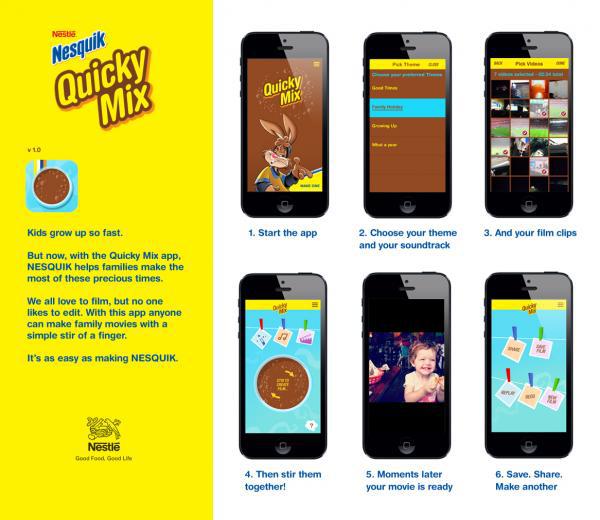 Nestlé
Nesquik
Quicky
Mix
v 1.0
Kids grow up so fast.
But now, with the Quicky Mix app,
NESQUIK helps families make the
most of these precious times.
We all love to film, but no one
likes to edit. With this app anyone
can make family movies with a
simple stir of a finger.
It's as easy as making NESQUIK.
Nestlé
Good Food, Good Life
Quicky
Mix
MAKE ONE
1. Start the app
Pick Theme
CLOSE
Choose your preferred Theme
Good Times
Family Holiday
Growing Up
What a year
2. Choose your theme
and your soundtrack
BACK
Pick Videos
DONE
7 videos selected - 00:34 total
3. And your film clips
Quicky
Mix
STIR TO
CREATE
FILM...
?
4. Then stir them
together!
5. Moments later
your movie is ready
Quicky
Mix
SHARE
SAVE
FILM
REPLAY
REDO
NEW
FILM
6. Save. Share.
Make another